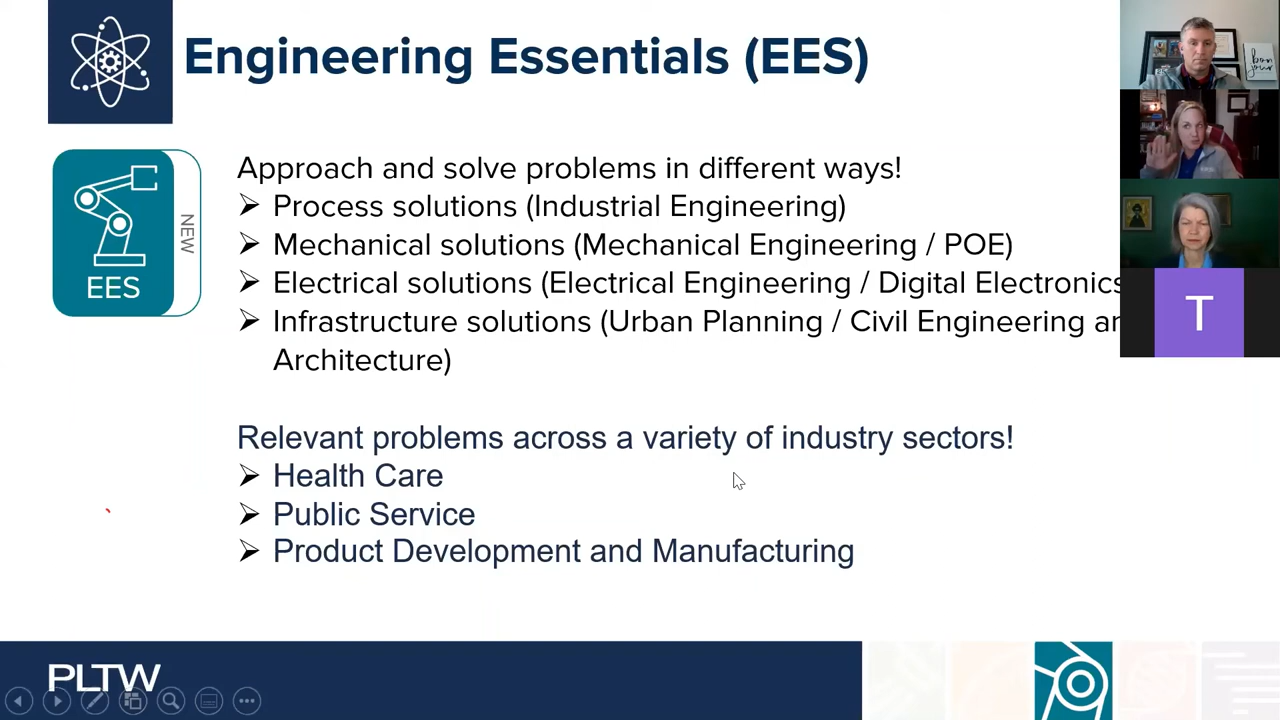 Engineering Essentials (EES)
NEW
EES
Approach and solve problems in different ways!
➢ Process solutions (Industrial Engineering)
➢ Mechanical solutions (Mechanical Engineering / POE)
➢ Electrical solutions (Electrical Engineering / Digital Electronics
➢ Infrastructure solutions (Urban Planning / Civil Engineering
Architecture)
Relevant problems across a variety of industry sectors!
➢ Health Care
➢ Public Service
➢ Product Development and Manufacturing
PLTW
bon
jour
T